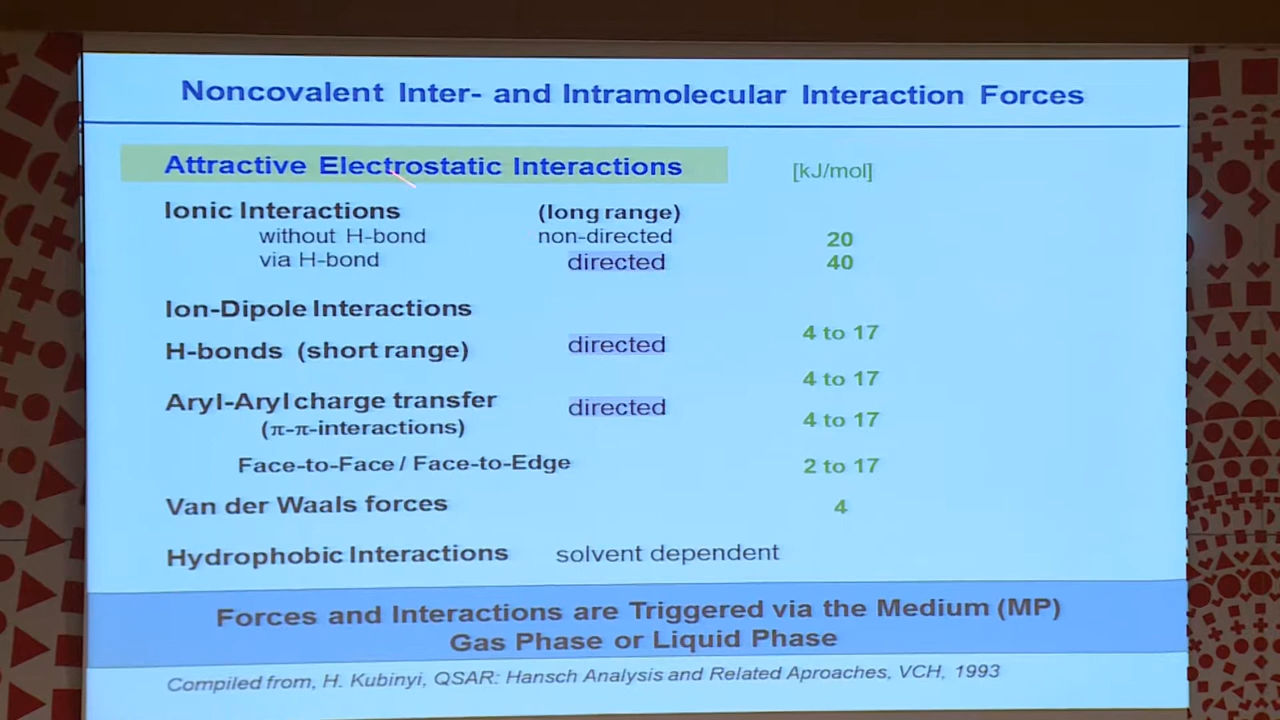 Noncovalent Inter- and Intramolecular Interaction Forces
Attractive Electrostatic Interactions [kJ/mol]
Ionic Interactions (long range)
without H-bond non-directed 20
via H-bond directed 40
Ion-Dipole Interactions 4 to 17
H-bonds (short range) directed 4 to 17
Aryl-Aryl charge transfer directed 4 to 17
(π-π-interactions)
Face-to-Face / Face-to-Edge 2 to 17
Van der Waals forces 4
Hydrophobic Interactions solvent dependent
Forces and Interactions are Triggered via the Medium (MP)
Gas Phase or Liquid Phase
Compiled from, H. Kubinyi, QSAR: Hansch Analysis and Related Aproaches, VCH, 1993